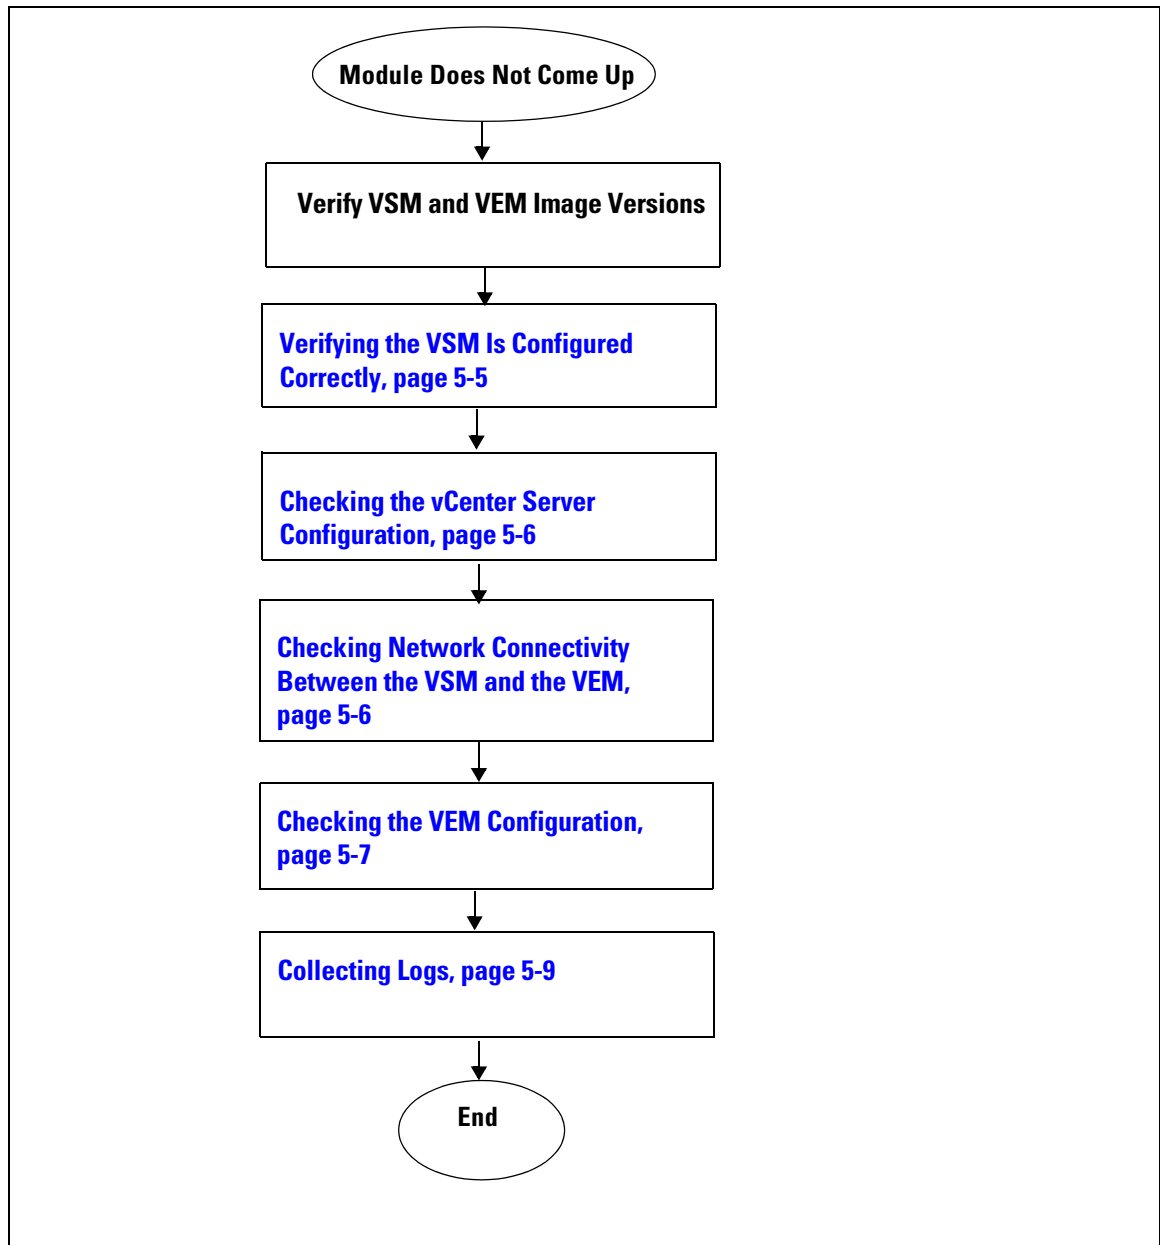 Module Does Not Come Up
Verify VSM and VEM Image Versions
Verifying the VSM Is Configured
Correctly, page 5-5
Checking the vCenter Server
Configuration, page 5-6
Checking Network Connectivity
Between the VSM and the VEM,
page 5-6
Checking the VEM Configuration,
page 5-7
Collecting Logs, page 5-9
End